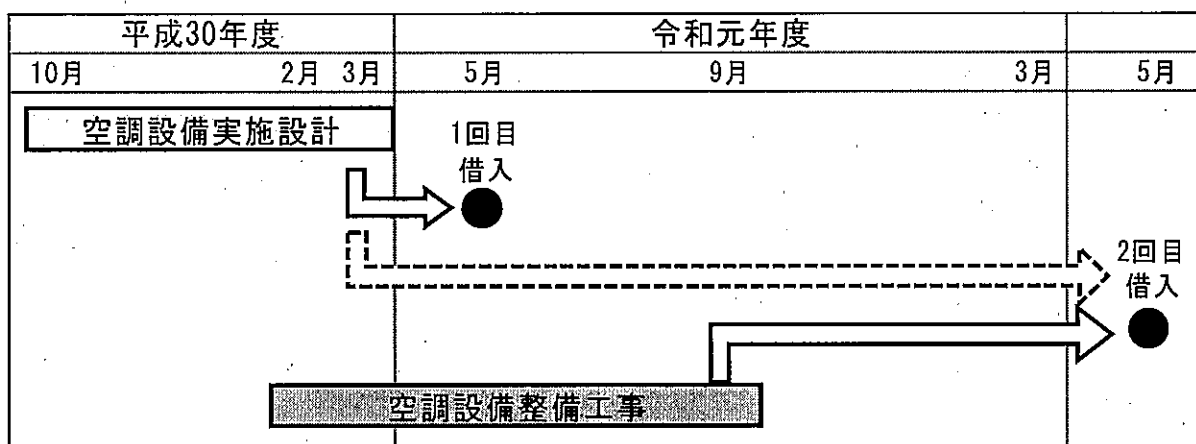 平成30年度 令和元年度
10月 2月 3月 5月 9月 3月 5月
空調設備実施設計
1回目
借入
2回目
借入
空調設備整備工事